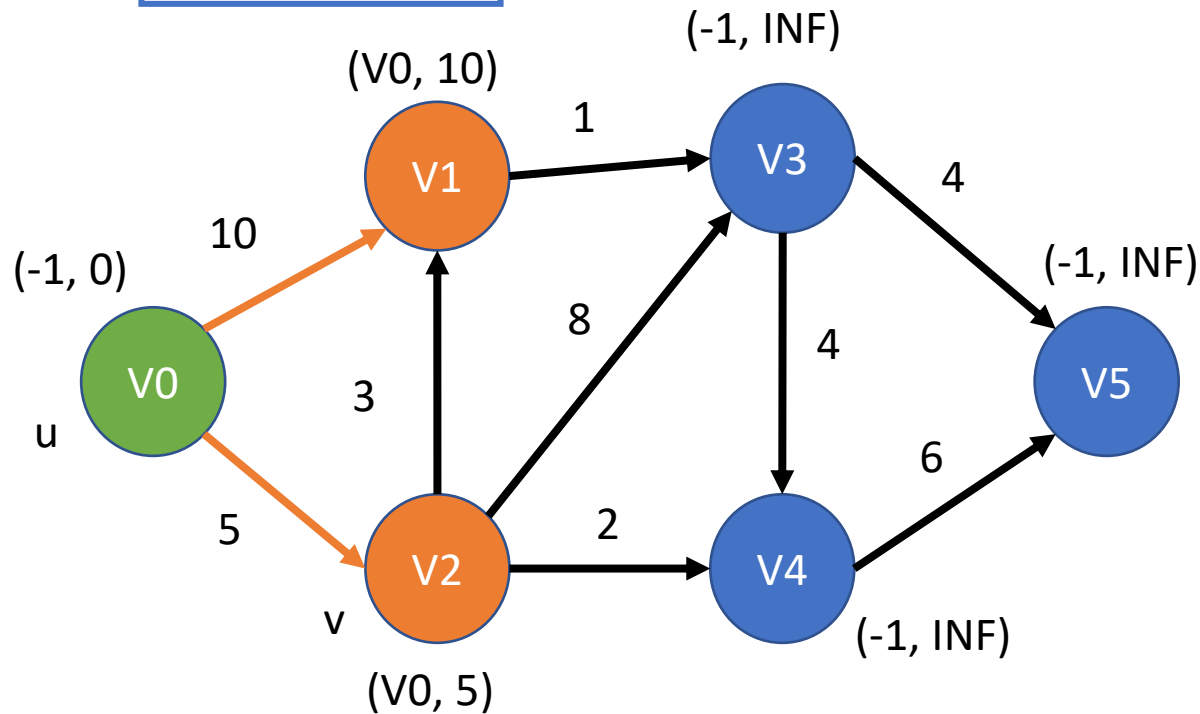 (-1, INF)
(V0, 10)
1
V3
V1
4
10
(-1, 0)
(-1, INF)
8
4
V0
3
V5
u
6
5
2
V2
V4
v
(-1, INF)
(V0, 5)